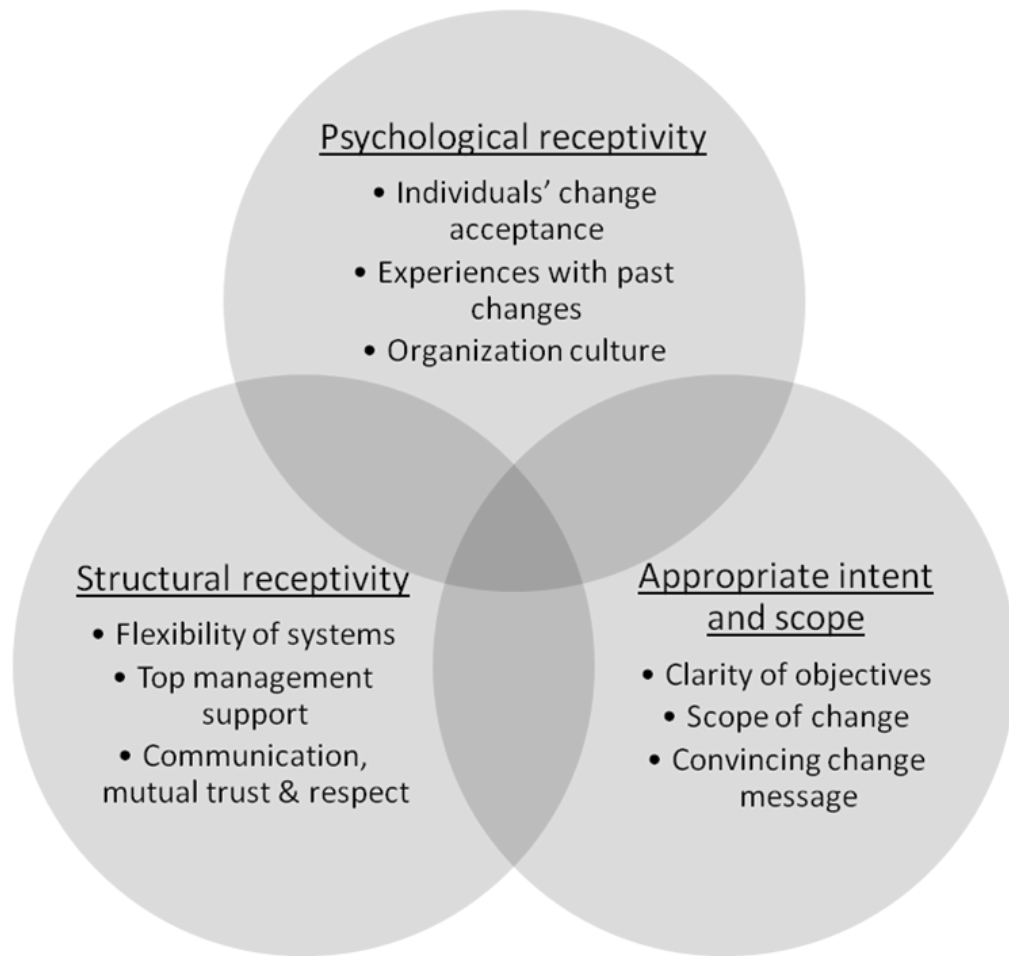 Psychological receptivity
• Individuals’ change
acceptance
• Experiences with past
changes
• Organization culture
Structural receptivity
• Flexibility of systems
• Top management
support
• Communication,
mutual trust & respect
Appropriate intent
and scope
• Clarity of objectives
• Scope of change
• Convincing change
message